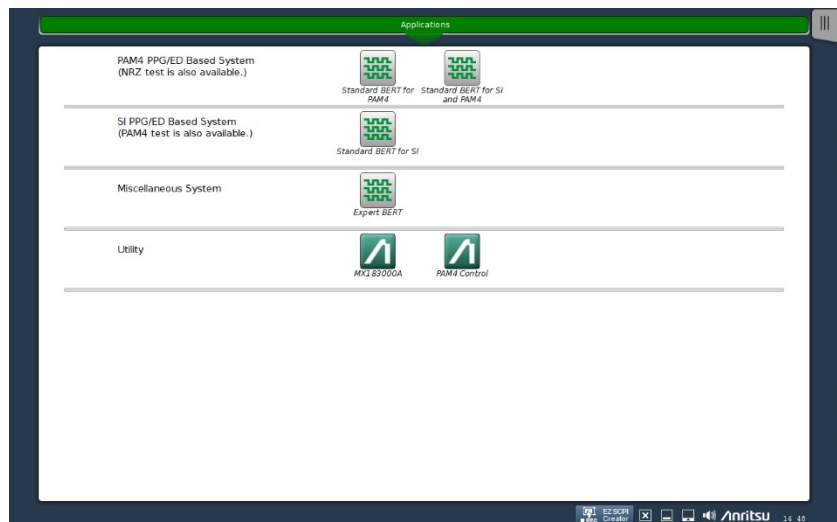 Applications
PAM4 PPG/ED Based System
(NRZ test is also available.)
Standard BERT for PAM4
Standard BERT for SI and PAM4
SI PPG/ED Based System
(PAM4 test is also available.)
Standard BERT for SI
Miscellaneous System
Expert BERT
Utility
MX183000A
PAM4 Control
EZ SCPI
Creator
Anritsu
14 48